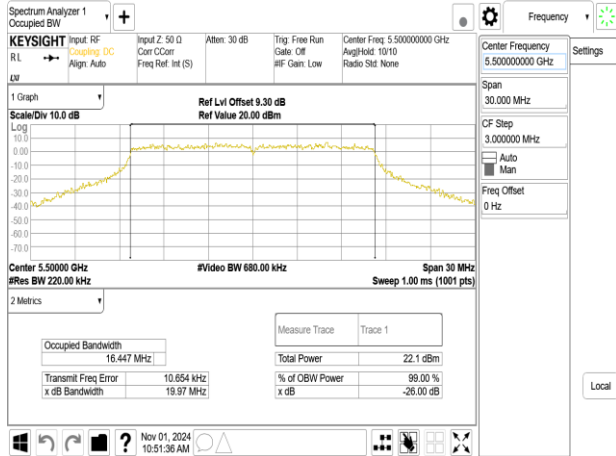 Spectrum Analyzer 1
Occupied BW
+
Frequency
KEYSIGHT
RL
LXI
Input: RF
Coupling: DC
Align: Auto
Input Z: 50 Ω
Corr CCorr
Freq Ref: Int (S)
Atten: 30 dB
Trig: Free Run
Gate: Off
#IF Gain: Low
Center Freq: 5.500000000 GHz
Avg|Hold: 10/10
Radio Std: None
Center Frequency
5.500000000 GHz
Settings
Span
30.000 MHz
CF Step
3.000000 MHz
Auto
Man
Freq Offset
0 Hz
Local
1 Graph
Scale/Div 10.0 dB
Ref Lvl Offset 9.30 dB
Ref Value 20.00 dBm
Log
10.0
0.00
-10.0
-20.0
-30.0
-40.0
-50.0
-60.0
-70.0
Center 5.50000 GHz
#Res BW 220.00 kHz
#Video BW 680.00 kHz
Span 30 MHz
Sweep 1.00 ms (1001 pts)
2 Metrics
Measure Trace Trace 1
Occupied Bandwidth
16.447 MHz
Total Power 22.1 dBm
Transmit Freq Error 10.654 kHz
% of OBW Power 99.00 %
x dB Bandwidth 19.97 MHz
x dB -26.00 dB
?
Nov 01, 2024
10:51:36 AM